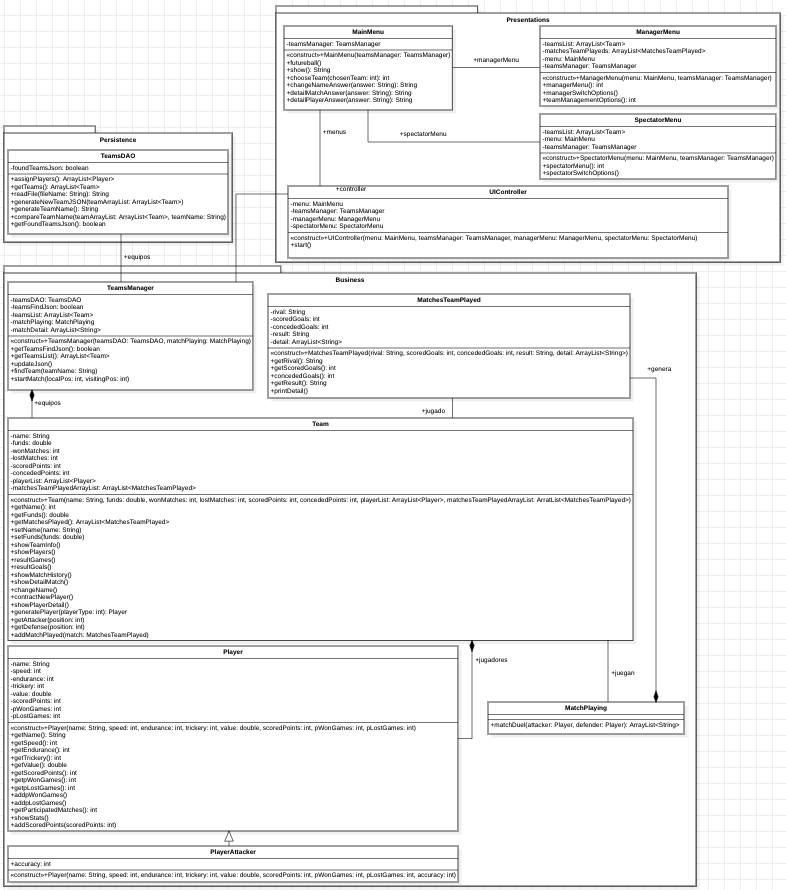 Presentations
MainMenu
-teamsManager: TeamsManager
«construct»+MainMenu(teamsManager: TeamsManager)
+futureball()
+show(): String
+chooseTeam(chosenTeam: int): int
+changeNameAnswer(answer: String): String
+detailMatchAnswer(answer: String): String
+detailPlayerAnswer(answer: String): String
+managerMenu
ManagerMenu
-teamsList: ArrayList<Team>
-matchesTeamPlayeds: ArrayList<MatchesTeamPlayed>
-menu: MainMenu
-teamsManager: TeamsManager
«construct»+ManagerMenu(menu: MainMenu, teamsManager: TeamsManager)
+managerMenu(): int
+managerSwitchOptions()
+teamManagementOptions(): int
SpectatorMenu
-teamsList: ArrayList<Team>
-menu: MainMenu
-teamsManager: TeamsManager
«construct»+SpectatorMenu(menu: MainMenu, teamsManager: TeamsManager)
+spectatorMenu(): int
+spectatorSwitchOptions()
+menus
+spectatorMenu
+controller
UIController
-menu: MainMenu
-teamsManager: TeamsManager
-managerMenu: ManagerMenu
-spectatorMenu: SpectatorMenu
«construct»+UIController(menu: MainMenu, teamsManager: TeamsManager, managerMenu: ManagerMenu, spectatorMenu: SpectatorMenu)
+start()
Persistence
TeamsDAO
-foundTeamsJson: boolean
+assignPlayers(): ArrayList<Player>
+getTeams(): ArrayList<Team>
+readFile(fileName: String): String
+generateNewTeamJSON(teamArrayList: ArrayList<Team>)
+generateTeamName(): String
+compareTeamName(teamArrayList: ArrayList<Team>, teamName: String)
+getFoundTeamsJson(): boolean
+equipos
Business
TeamsManager
-teamsDAO: TeamsDAO
-teamsFindJson: boolean
-teamsList: ArrayList<Team>
-matchPlaying: MatchPlaying
-matchDetail: ArrayList<String>
«construct»+TeamsManager(teamsDAO: TeamsDAO, matchPlaying: MatchPlaying)
+getTeamsFindJson(): boolean
+getTeamsList(): ArrayList<Team>
+updateJson()
+findTeam(teamName: String)
+startMatch(localPos: int, visitingPos: int)
MatchesTeamPlayed
-rival: String
-scoredGoals: int
-concededGoals: int
-result: String
-detail: ArrayList<String>
«construct»+MatchesTeamPlayed(rival: String, scoredGoals: int, concededGoals: int, result: String, detail: ArrayList<String>)
+getRival(): String
+getScoredGoals(): int
+concededGoals(): int
+getResult(): String
+printDetail()
+genera
+equipos
+jugado
Team
-name: String
-funds: double
-wonMatches: int
-lostMatches: int
-scoredPoints: int
-concededPoints: int
-playerList: ArrayList<Player>
-matchesTeamPlayedArrayList: ArrayList<MatchesTeamPlayed>
«construct»+Team(name: String, funds: double, wonMatches: int, lostMatches: int, scoredPoints: int, concededPoints: int, playerList: ArrayList<Player>, matchesTeamPlayedArrayList: ArratList<MatchesTeamPlayed>)
+getName(): int
+getFunds(): double
+getMatchesPlayed(): ArrayList<MatchesTeamPlayed>
+setName(name: String)
+setFunds(funds: double)
+showTeamInfo()
+showPlayers()
+resultGames()
+resultGoals()
+showMatchHistory()
+showDetailMatch()
+changeName()
+contractNewPlayer()
+showPlayerDetail()
+generatePlayer(playerType: int): Player
+getAttacker(position: int)
+getDefense(position: int)
+addMatchPlayed(match: MatchesTeamPlayed)
+jugadores
+juegan
Player
-name: String
-speed: int
-endurance: int
-trickery: int
-value: double
-scoredPoints: int
-pWonGames: int
-pLostGames: int
«construct»+Player(name: String, speed: int, endurance: int, trickery: int, value: double, scoredPoints: int, pWonGames: int, pLostGames: int)
+getName(): String
+getSpeed(): int
+getEndurance(): int
+getTrickery(): int
+getValue(): double
+getScoredPoints(): int
+getpWonGames(): int
+getpLostGames(): int
+addpWonGames()
+addpLostGames()
+getParticipatedMatches(): int
+showStats()
+addScoredPoints(scoredPoints: int)
MatchPlaying
+matchDuel(attacker: Player, defender: Player): ArrayList<String>
PlayerAttacker
+accuracy: int
«construct»+Player(name: String, speed: int, endurance: int, trickery: int, value: double, scoredPoints: int, pWonGames: int, pLostGames: int, accuracy: int)